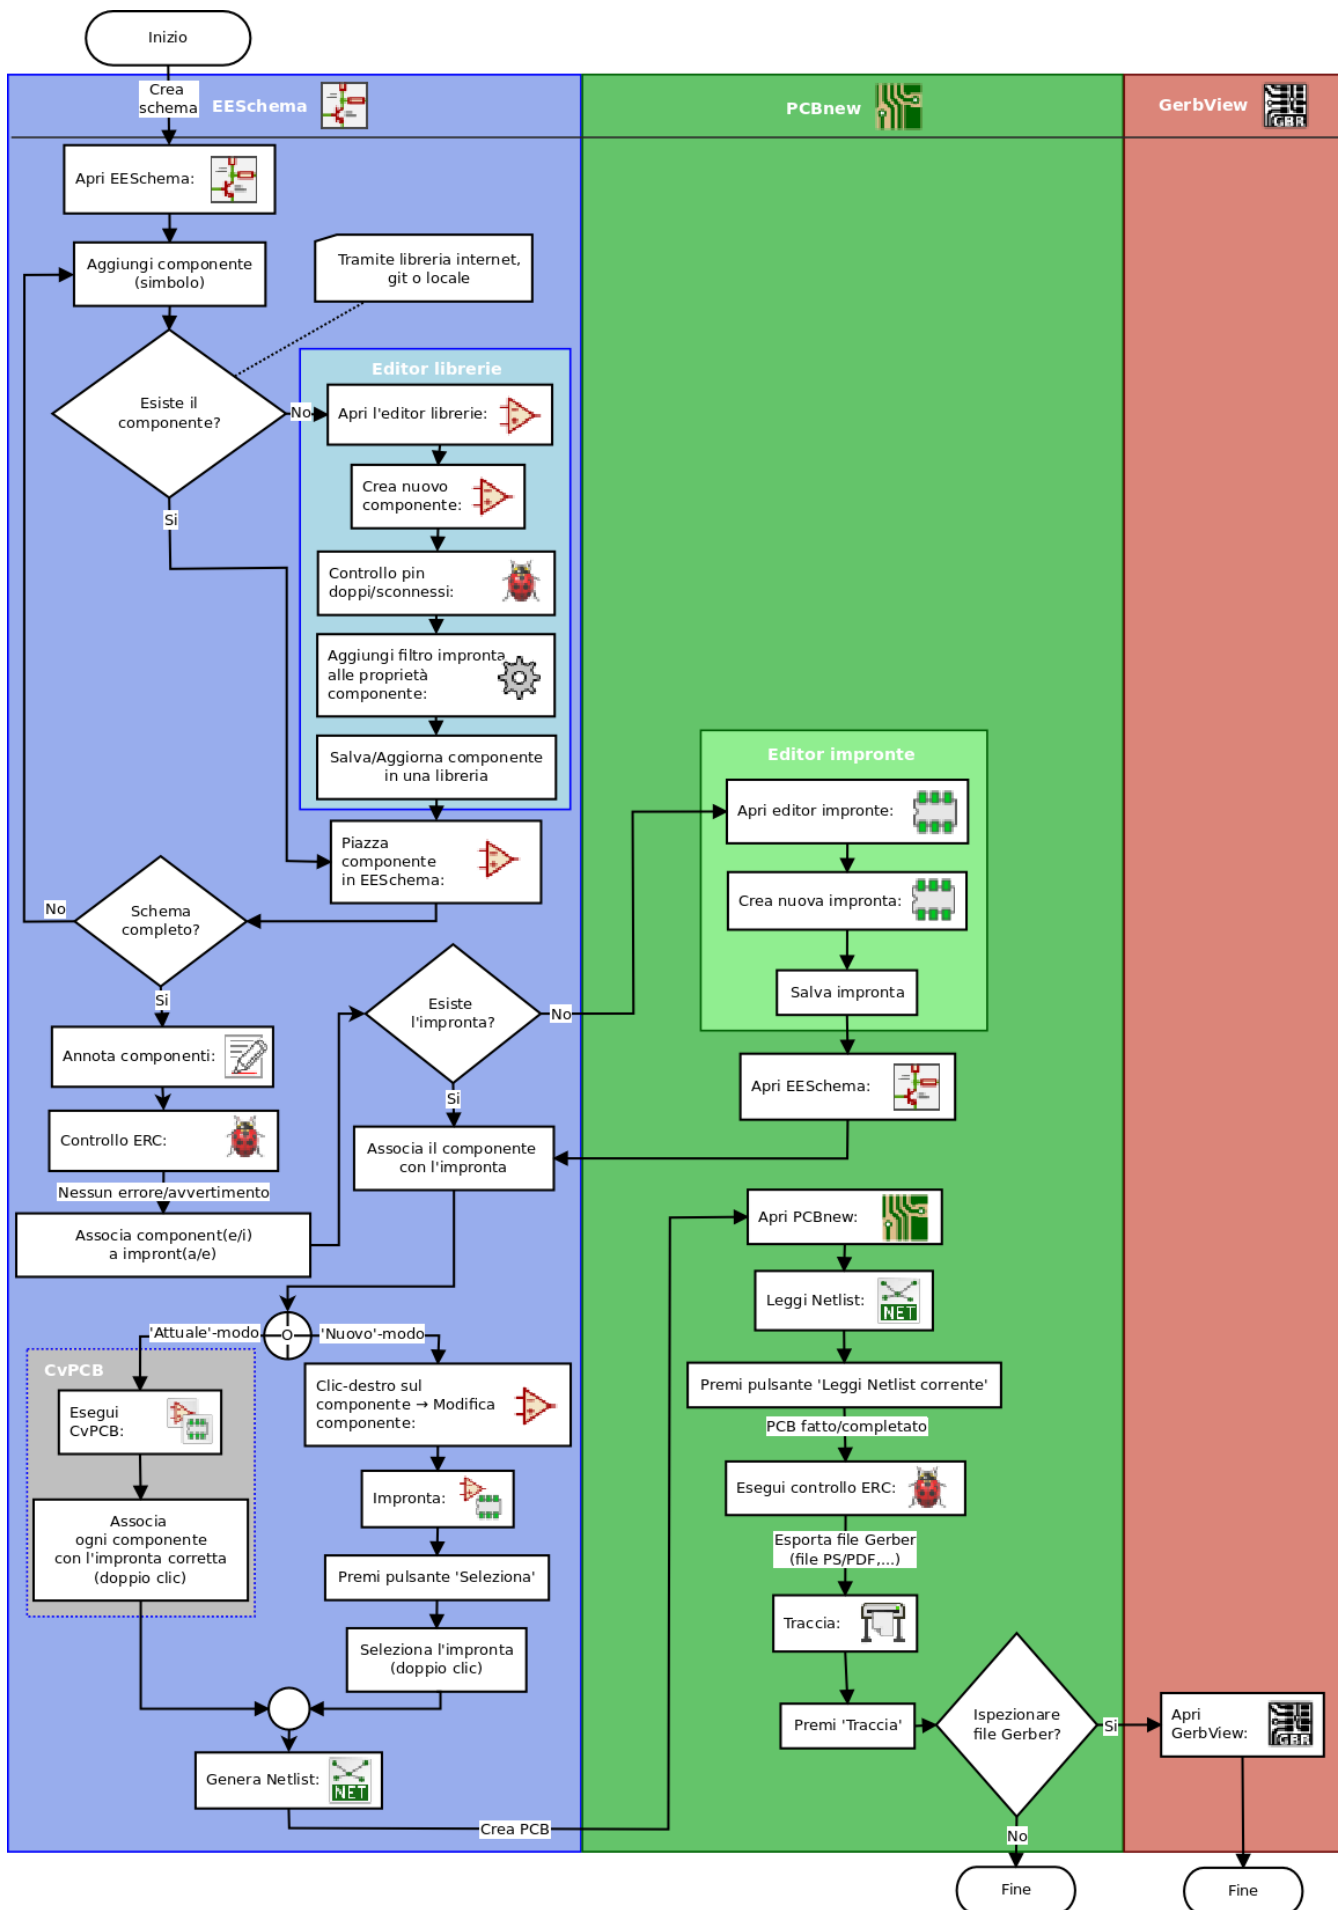 Inizio
Crea
schema
EESchema
PCBnew
GerbView
GBR
Apri EESchema:
Aggiungi componente
(simbolo)
Tramite libreria internet,
git o locale
Esiste il
componente?
No
Si
Editor librerie
Apri l'editor librerie:
Crea nuovo
componente:
Controllo pin
doppi/sconnessi:
Aggiungi filtro impronta
alle proprietà
componente:
Salva/Aggiorna componente
in una libreria
Piazza
componente
in EESchema:
Schema
completo?
No
Si
Annota componenti:
Controllo ERC:
Nessun errore/avvertimento
Associa component(e/i)
a impront(a/e)
Esiste
l'impronta?
No
Si
Editor impronte
Apri editor impronte:
Crea nuova impronta:
Salva impronta
Apri EESchema:
Associa il componente
con l'impronta
O
'Attuale'-modo
'Nuovo'-modo
CvPCB
Esegui
CvPCB:
Associa
ogni componente
con l'impronta corretta
(doppio clic)
Clic-destro sul
componente → Modifica
componente:
Impronta:
Premi pulsante 'Seleziona'
Seleziona l'impronta
(doppio clic)
Genera Netlist:
NET
Crea PCB
Apri PCBnew:
Leggi Netlist:
NET
Premi pulsante 'Leggi Netlist corrente'
PCB fatto/completato
Esegui controllo ERC:
Esporta file Gerber
(file PS/PDF,...)
Traccia:
Premi 'Traccia'
Ispezionare
file Gerber?
Si
No
Apri
GerbView:
GBR
Fine
Fine